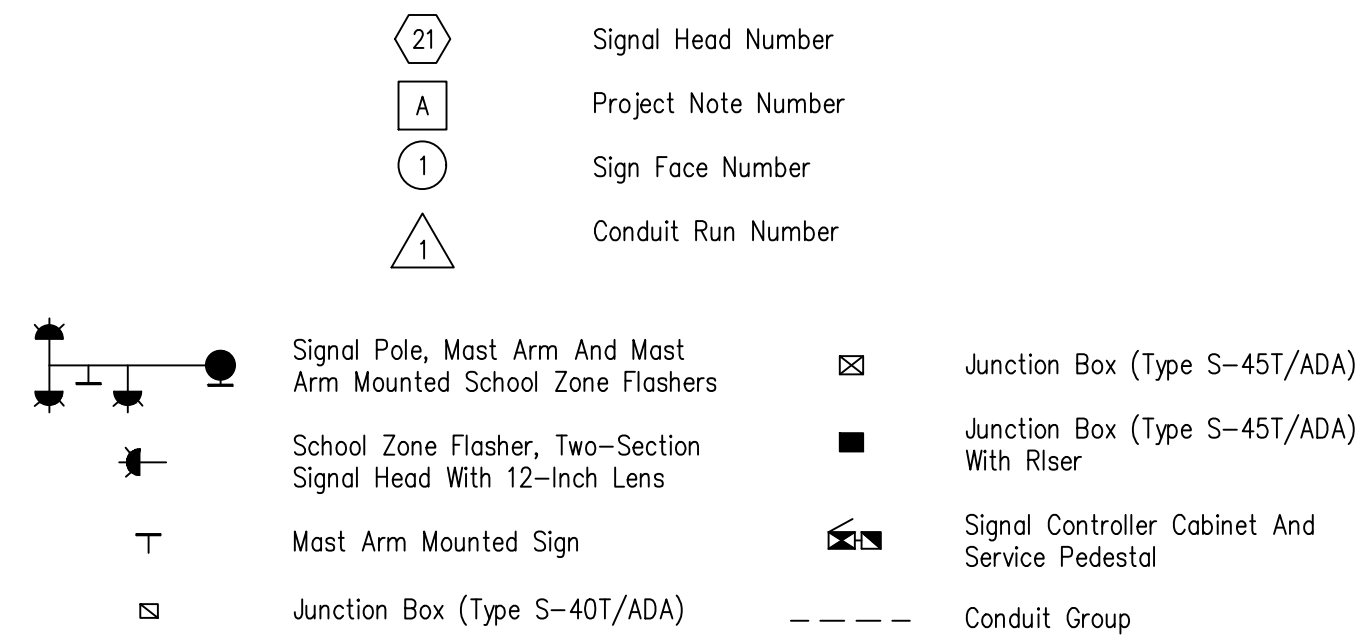 21 Signal Head Number
A Project Note Number
1 Sign Face Number
1 Conduit Run Number
Signal Pole, Mast Arm And Mast
Arm Mounted School Zone Flashers
School Zone Flasher, Two-Section
Signal Head With 12-Inch Lens
Mast Arm Mounted Sign
Junction Box (Type S-40T/ADA)
Junction Box (Type S-45T/ADA)
Junction Box (Type S-45T/ADA)
With RIser
Signal Controller Cabinet And
Service Pedestal
Conduit Group